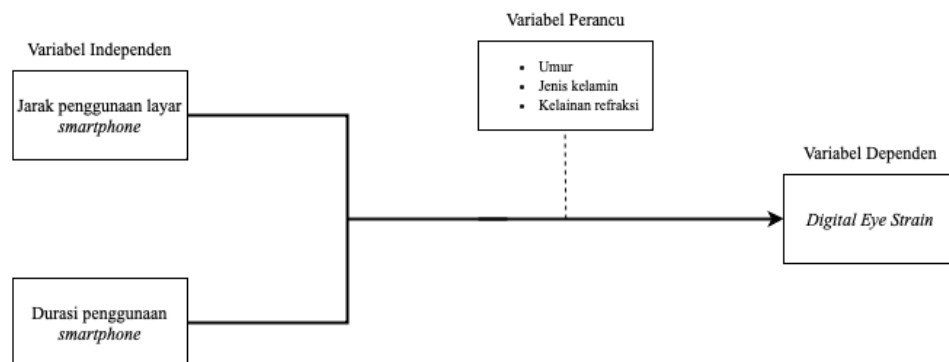 Variabel Perancu
Umur
Jenis kelamin
Kelainan refraksi
Variabel Independen
Jarak penggunaan layar
smartphone
Variabel Dependen
Digital Eye Strain
Durasi penggunaan
smartphone